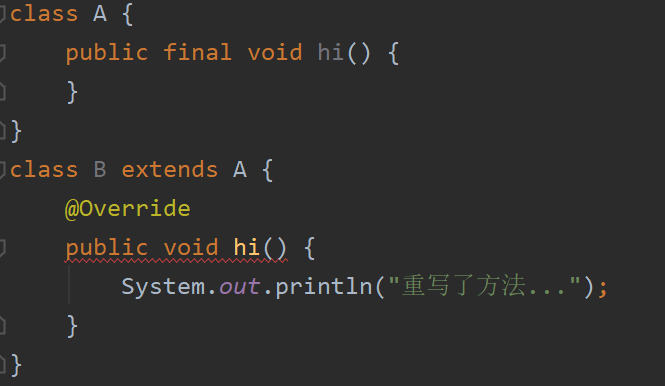 class A {
    public final void hi() {
    }
}
class B extends A {
    @Override
    public void hi() {
        System.out.println("重写了方法...");
    }
}